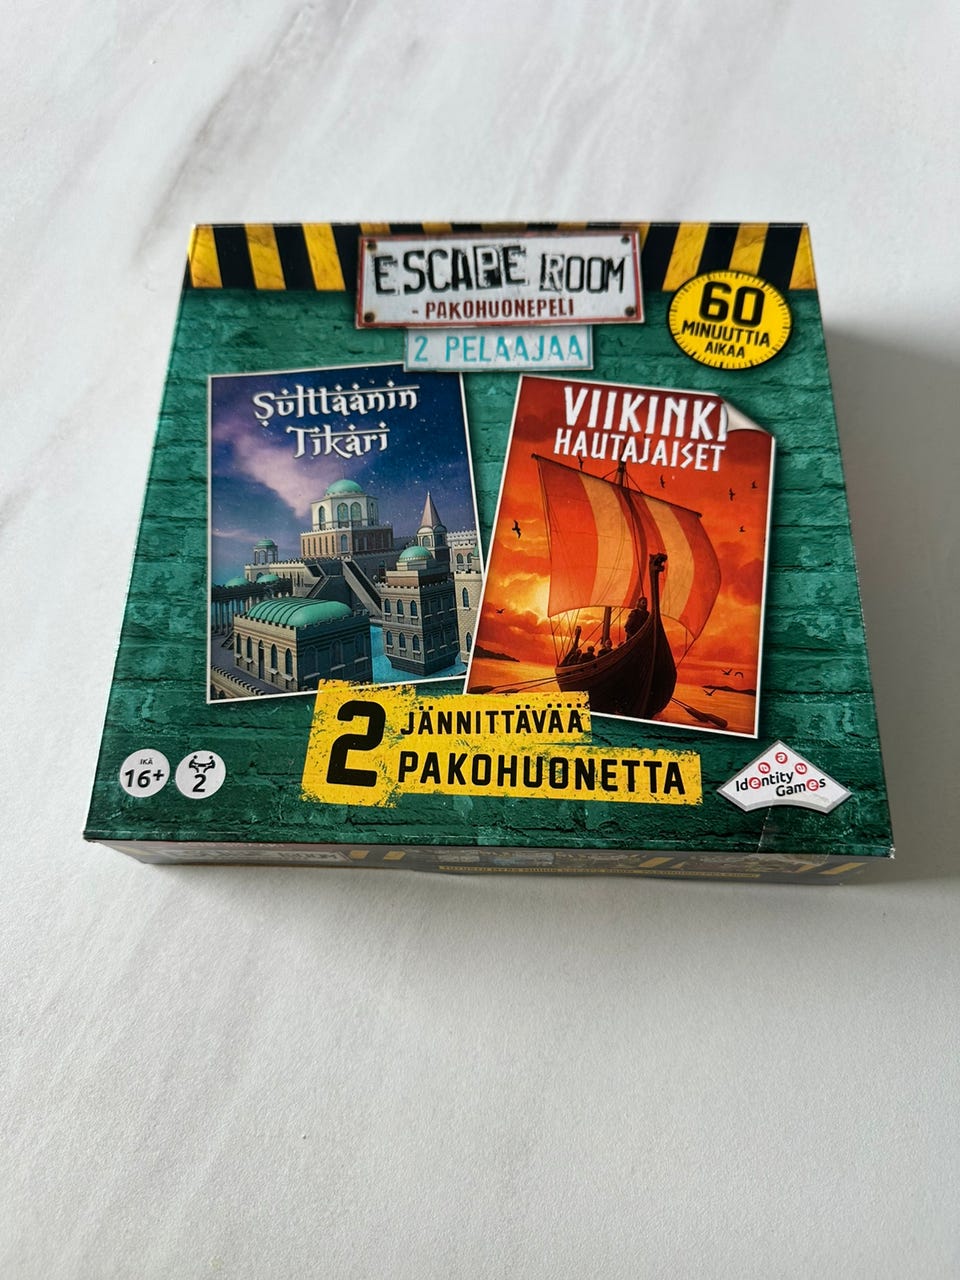 ESCAPE ROOM
- PAKOHUONEPELI
2 PELAAJAA
60
MINUUTTIA
AIKAA
Sulttaanin
Tikari
VIIKINKI
HAUTAJAISET
2 JÄNNITTÄVÄÄ
PAKOHUONETTA
IKÄ
16+
2
Identity
Games